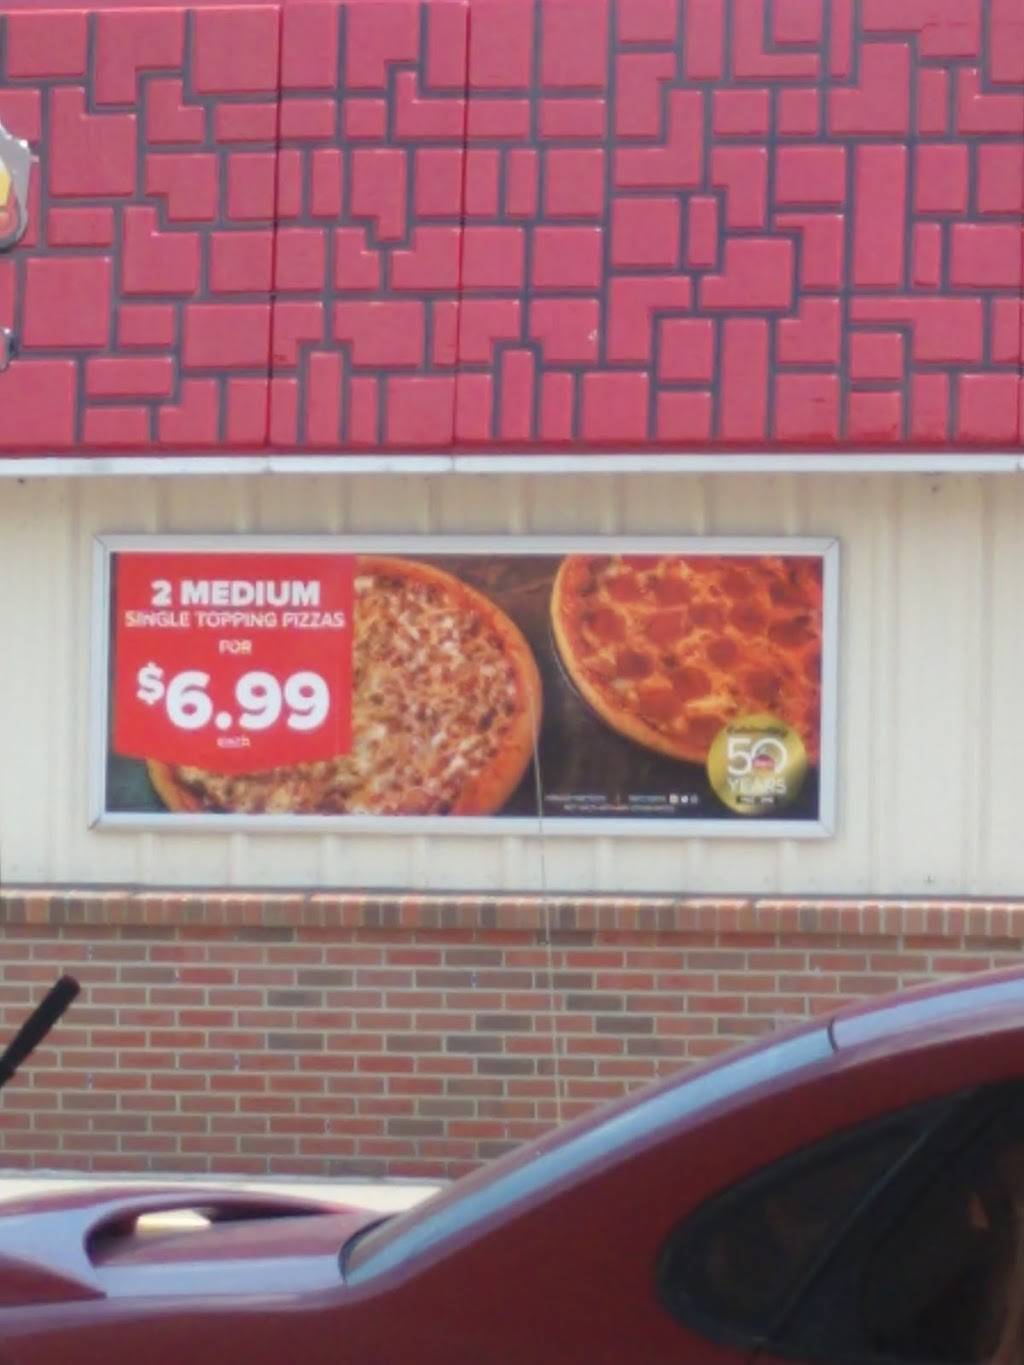 2 MEDIUM
SINGLE TOPPING PIZZAS
FOR
$6.99
each
50
YEARS